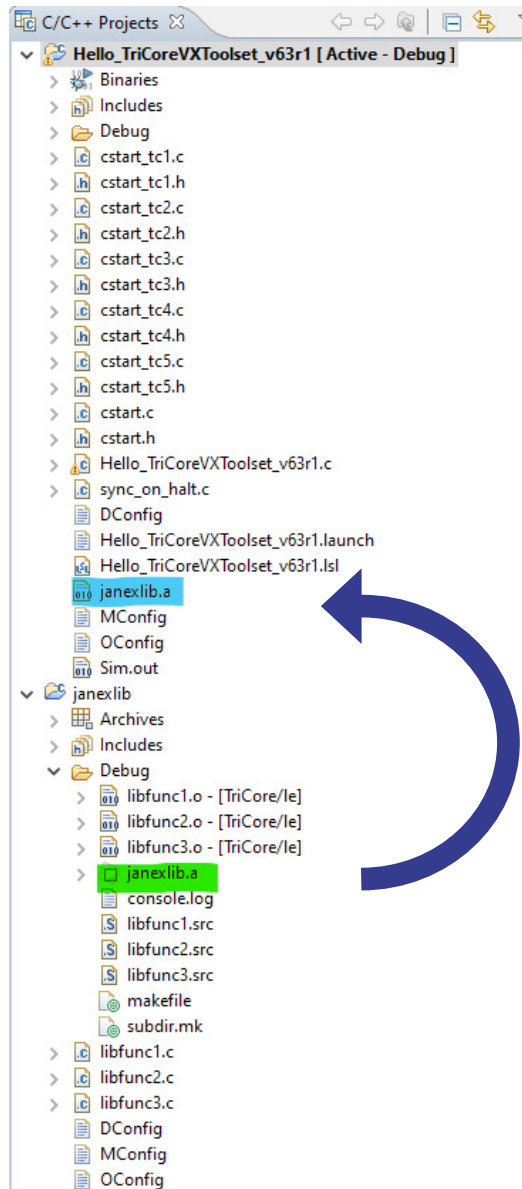 C/C++ Projects
Hello_TriCoreVXToolset_v63r1 [ Active - Debug ]
Binaries
Includes
Debug
cstart_tc1.c
cstart_tc1.h
cstart_tc2.c
cstart_tc2.h
cstart_tc3.c
cstart_tc3.h
cstart_tc4.c
cstart_tc4.h
cstart_tc5.c
cstart_tc5.h
cstart.c
cstart.h
Hello_TriCoreVXToolset_v63r1.c
sync_on_halt.c
DConfig
Hello_TriCoreVXToolset_v63r1.launch
Hello_TriCoreVXToolset_v63r1.lsl
janexlib.a
MConfig
OConfig
Sim.out
janexlib
Archives
Includes
Debug
libfunc1.o - [TriCore/le]
libfunc2.o - [TriCore/le]
libfunc3.o - [TriCore/le]
janexlib.a
console.log
libfunc1.src
libfunc2.src
libfunc3.src
makefile
subdir.mk
libfunc1.c
libfunc2.c
libfunc3.c
DConfig
MConfig
OConfig